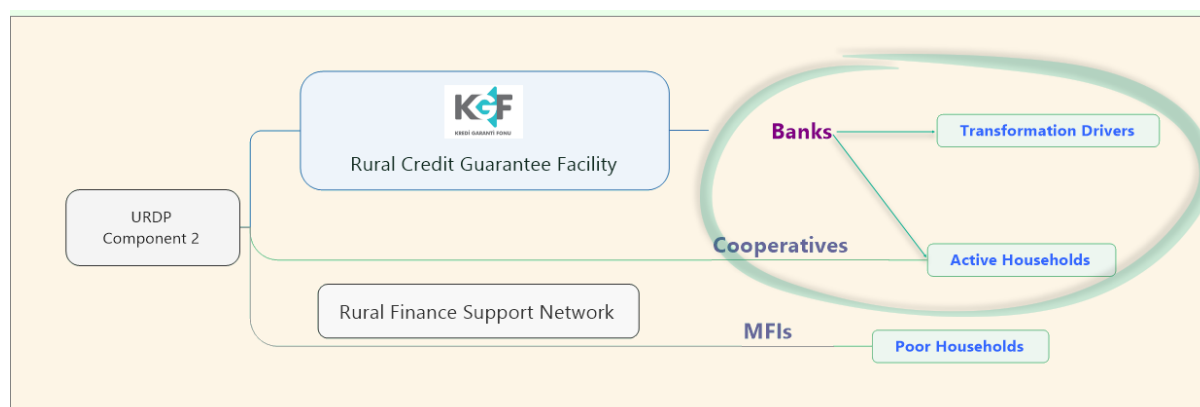 URDP
Component 2
KGF
KREDİ GARANTİ FONU
Rural Credit Guarantee Facility
Banks
Transformation Drivers
Cooperatives
Active Households
Rural Finance Support Network
MFIs
Poor Households